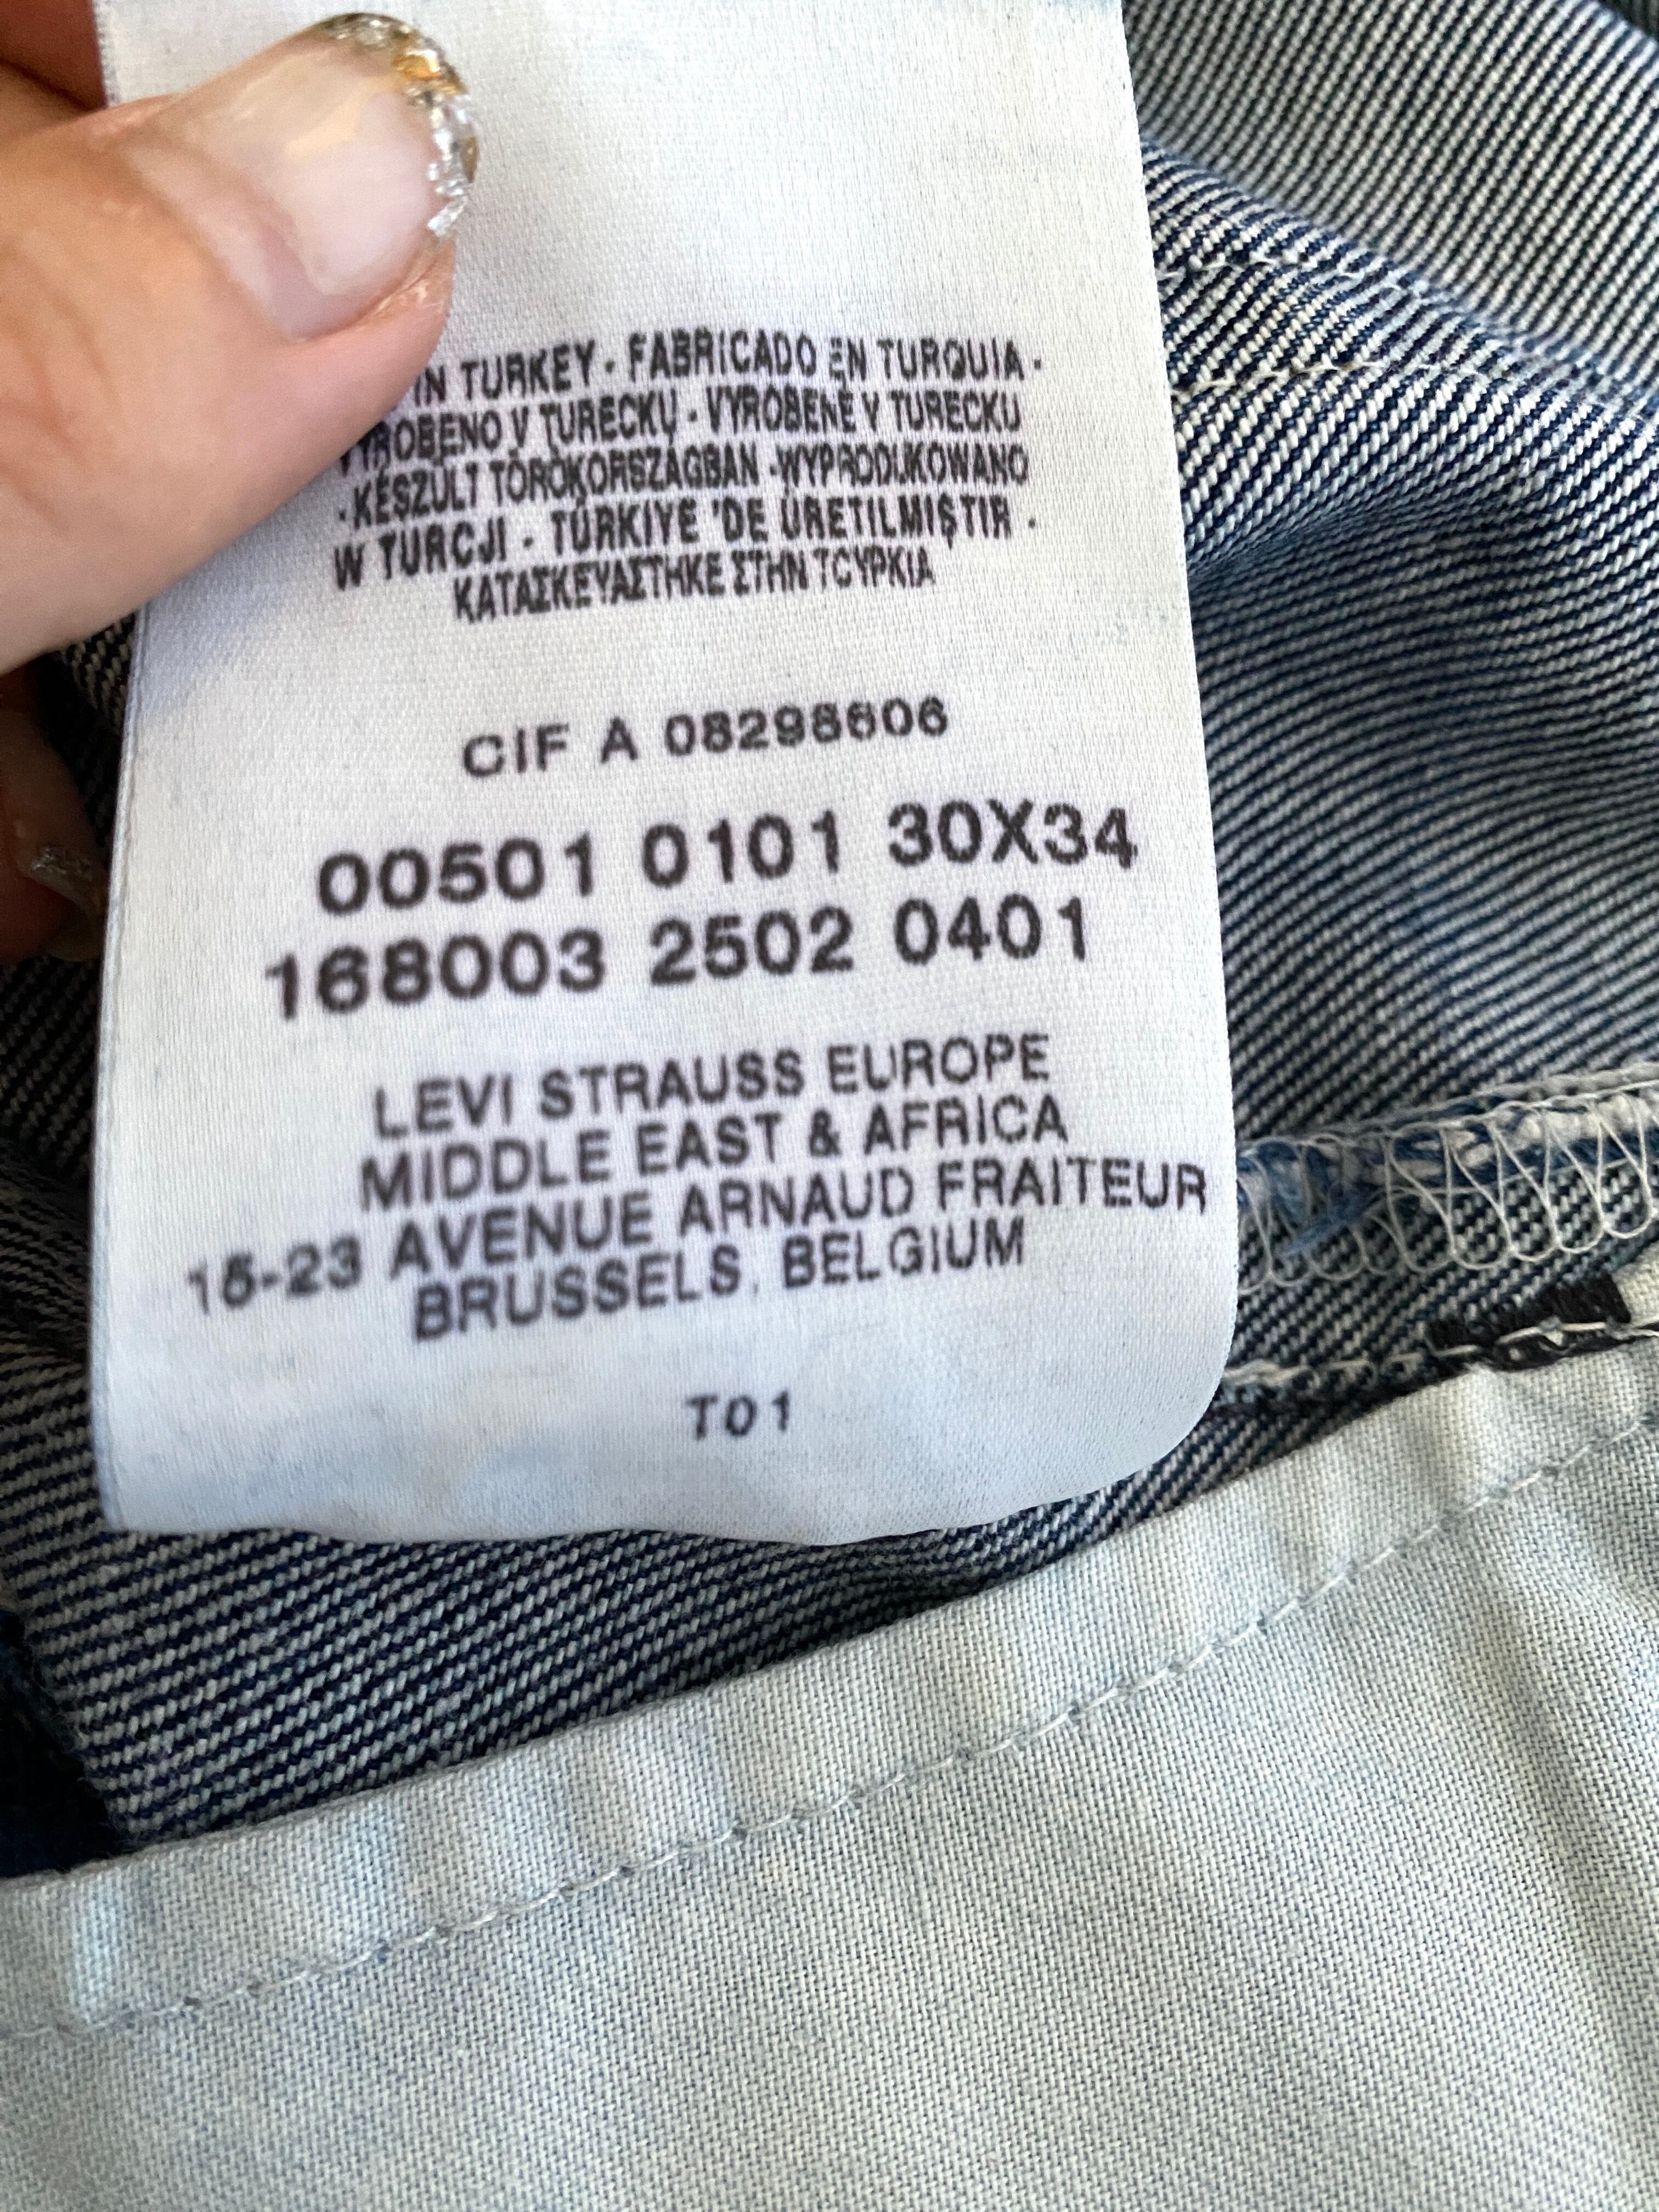 IN TURKEY · FABRICADO EN TURQUIA ·
VYROBENO V TURECKU · VYROBENÉ V TURECKU
· KÉSZÜLT TÖRÖKORSZÁGBAN · WYPRODUKOWANO
W TURCJI · TÜRKIYE 'DE ÜRETILMIŞTIR ·
ΚΑΤΑΣΚΕΥΑΣΤΗΚΕ ΣΤΗΝ ΤΟΥΡΚΙΑ
CIF A 08298606
00501 0101 30X34
168003 2502 0401
LEVI STRAUSS EUROPE
MIDDLE EAST & AFRICA
15-23 AVENUE ARNAUD FRAITEUR
BRUSSELS, BELGIUM
T01